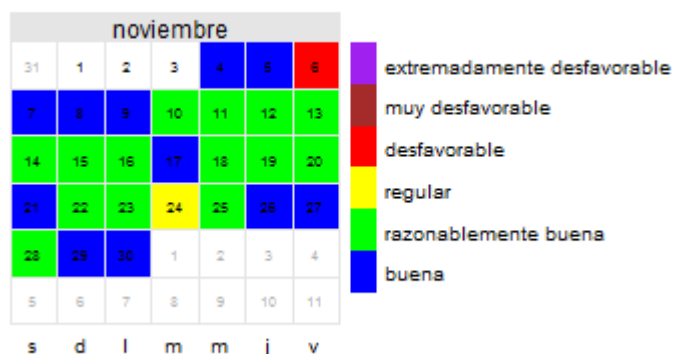 noviembre
31 1 2 3 4 5 6
7 8 9 10 11 12 13
14 15 16 17 18 19 20
21 22 23 24 25 26 27
28 29 30 1 2 3 4
5 6 7 8 9 10 11
s d l m m j v
extremadamente desfavorable
muy desfavorable
desfavorable
regular
razonablemente buena
buena